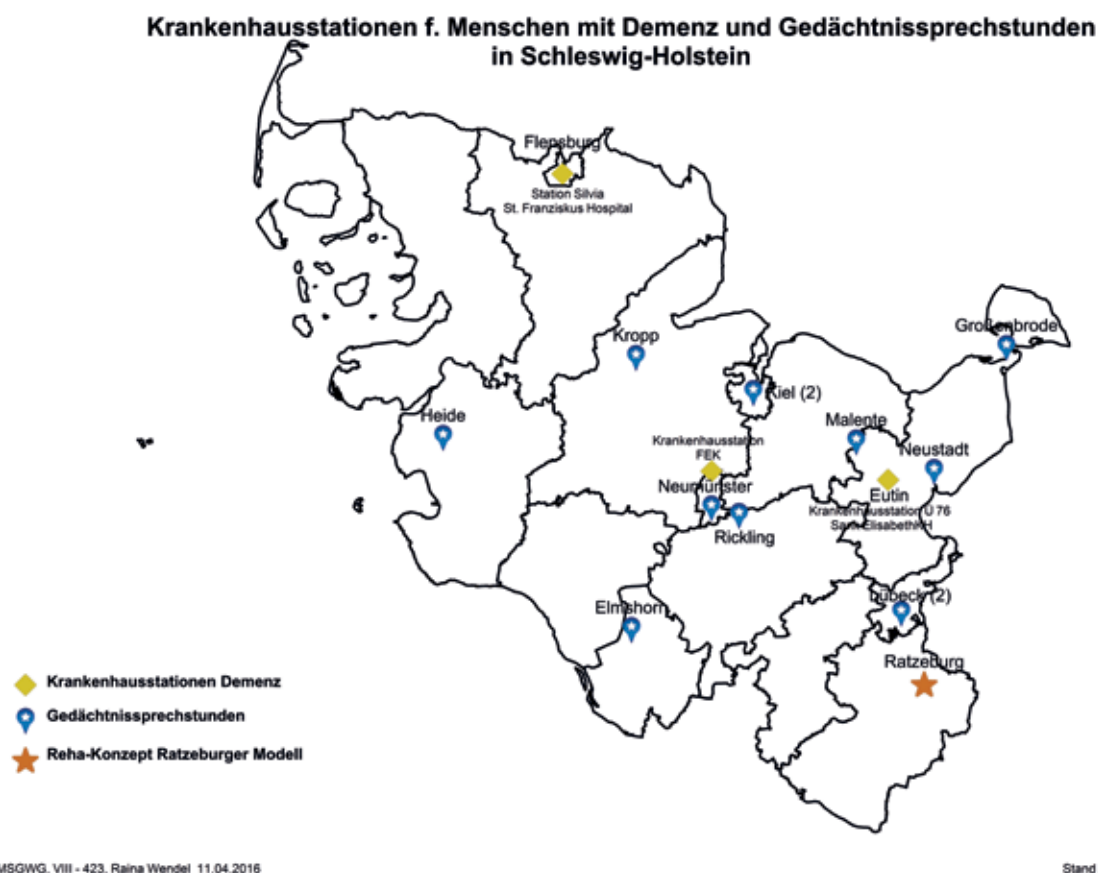 Krankenhausstationen f. Menschen mit Demenz und Gedächtnissprechstunden
in Schleswig-Holstein
Flensburg
Station Silvia
St. Franziskus Hospital
Großenbrode
Kropp
Kiel (2)
Heide
Malente
Krankenhausstation
FEK
Neustadt
Neumünster
Eutin
Krankenhausstation Ü 76
Sank ElisabethKH
Rickling
Lübeck (2)
Elmshorn
Ratzeburg
Krankenhausstationen Demenz
Gedächtnissprechstunden
Reha-Konzept Ratzeburger Modell
MSGWG, VIII - 423, Raina Wendel 11.04.2016
Stand